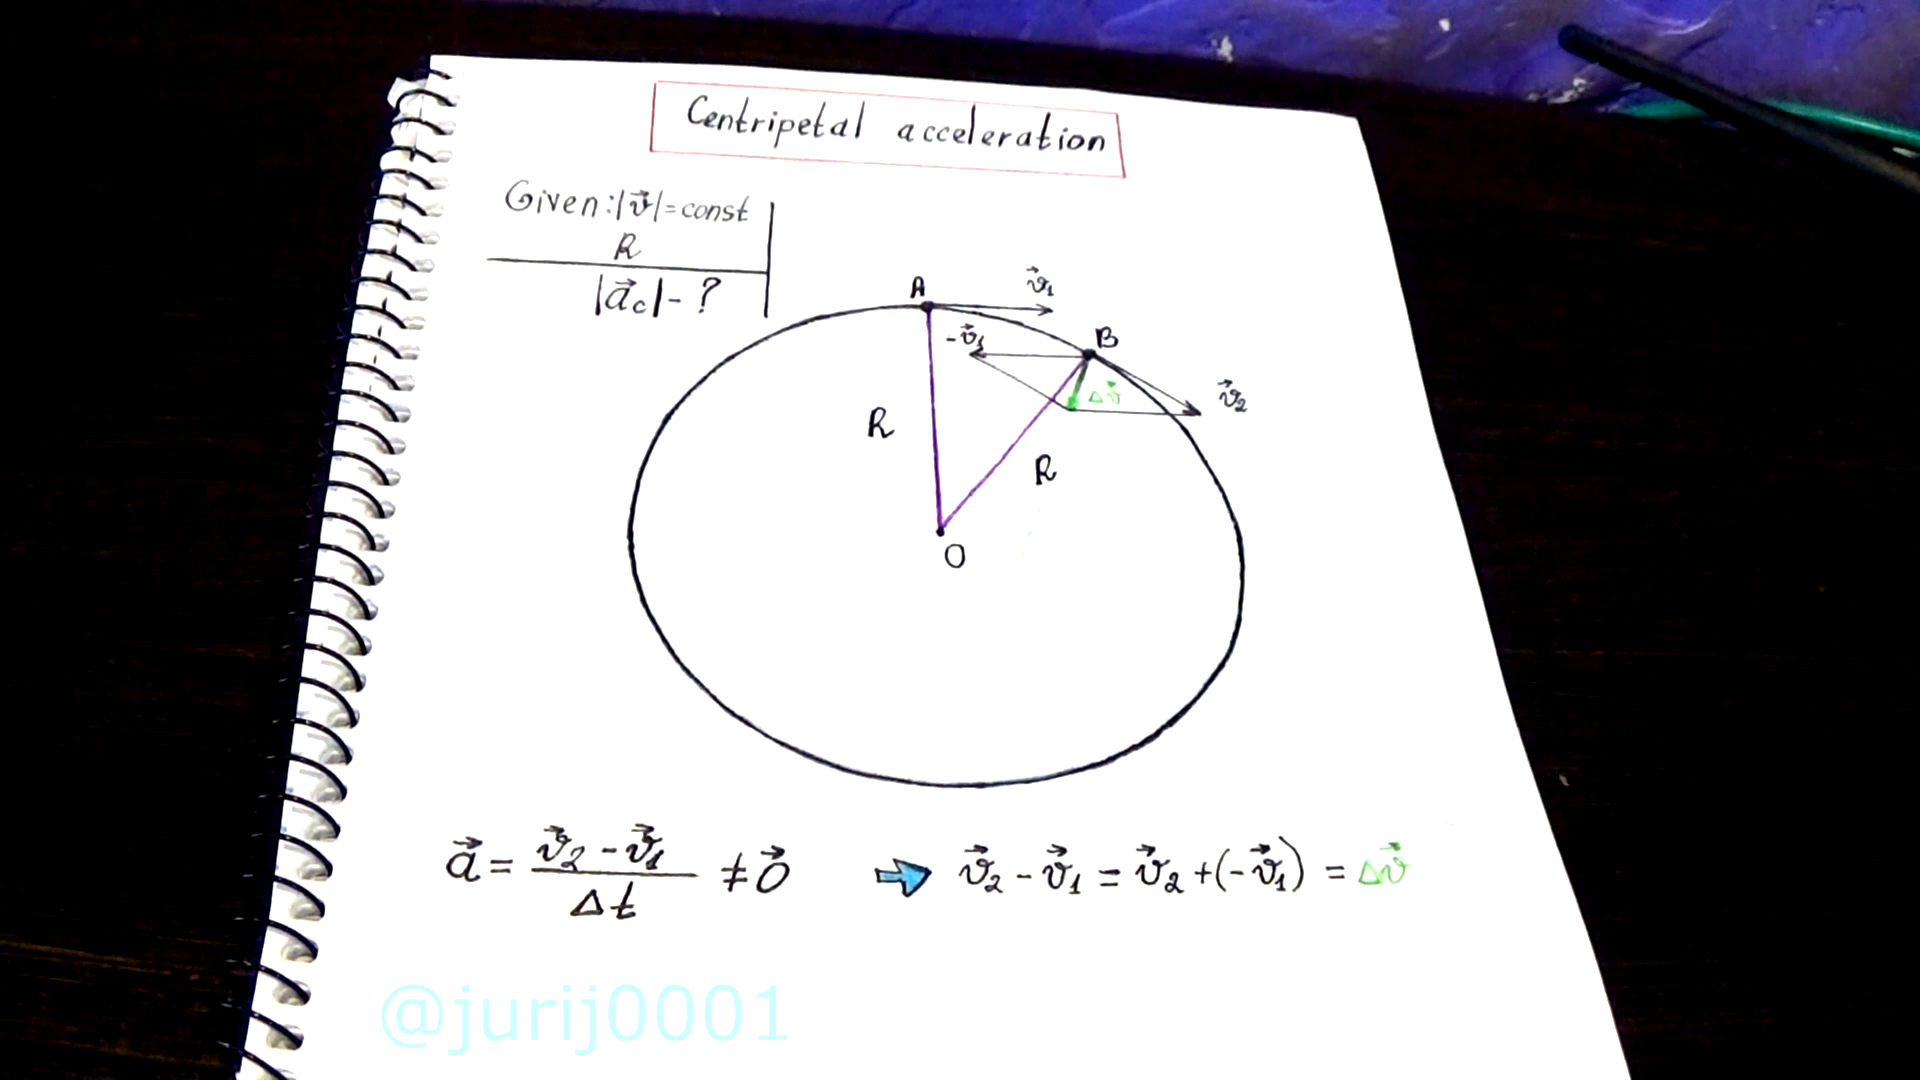 Centripetal acceleration
Given: |v⃗| = const
R
|a⃗c| - ?
A
v⃗1
-v⃗1
B
Δv⃗
v⃗2
R
R
O
a⃗ = (v⃗2 - v⃗1) / Δt ≠ 0⃗ ⇒ v⃗2 - v⃗1 = v⃗2 + (-v⃗1) = Δv⃗
@jurij0001